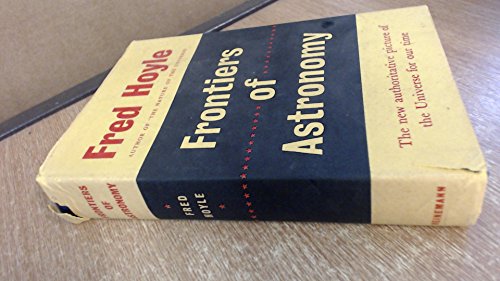 Fred Hoyle
AUTHOR OF THE NATURE OF THE UNIVERSE
Frontiers
of
Astronomy
The new authoritative picture of
the Universe for our time
FRONTIERS
OF
ASTRONOMY
FRED
HOYLE
HEINEMANN